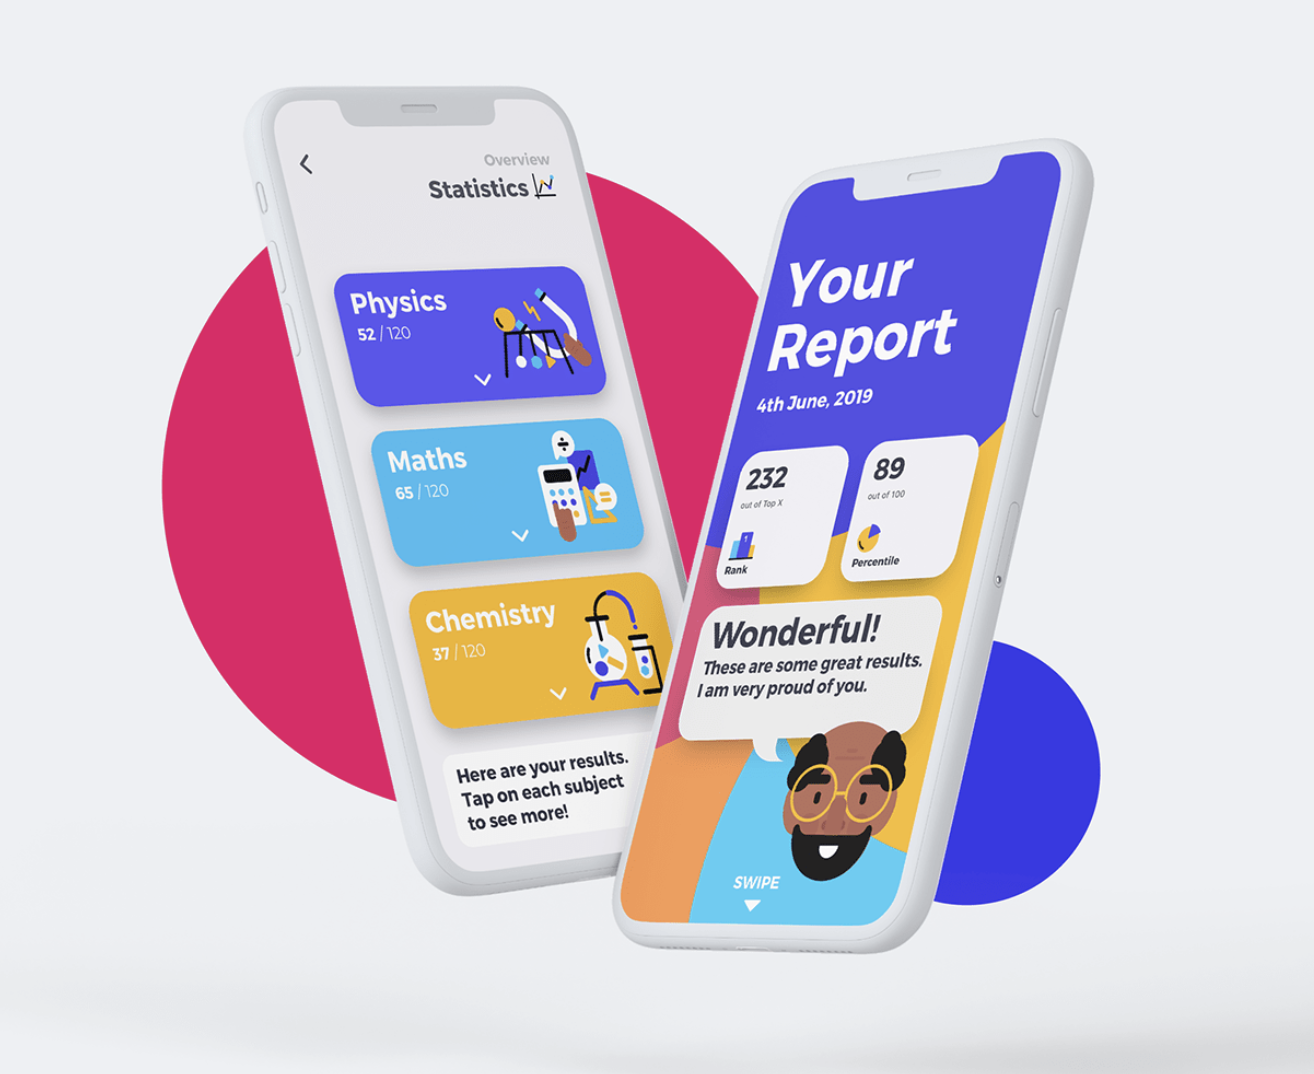 Overview
Statistics
Physics
52 / 120
Maths
65 / 120
Chemistry
37 / 120
Here are your results.
Tap on each subject
to see more!
Your
Report
4th June, 2019
232
out of Top X
1
Rank
89
out of 100
Percentile
Wonderful!
These are some great results.
I am very proud of you.
SWIPE